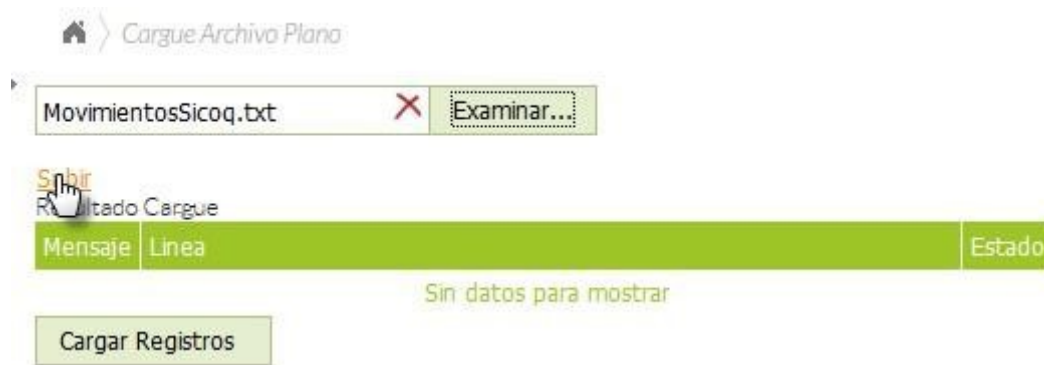 Cargue Archivo Plano
MovimientosSicoq.txt Examinar...
Subir
Resultado Cargue
Mensaje Linea Estado
Sin datos para mostrar
Cargar Registros